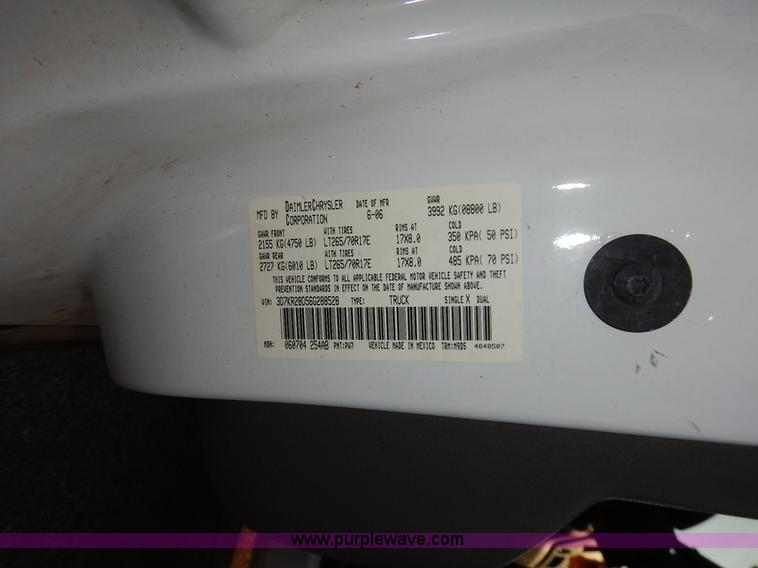 MFD BY DAIMLERCHRYSLER CORPORATION DATE OF MFR 6-06 GVWR 3992 KG(08800 LB)
GAWR FRONT WITH TIRES RIMS AT COLD
2155 KG(4750 LB) LT265/70R17E 17X8.0 350 KPA( 50 PSI)
GAWR REAR WITH TIRES RIMS AT COLD
2727 KG(6010 LB) LT265/70R17E 17X8.0 485 KPA( 70 PSI)
THIS VEHICLE CONFORMS TO ALL APPLICABLE FEDERAL MOTOR VEHICLE SAFETY AND THEFT
PREVENTION STANDARDS IN EFFECT ON THE DATE OF MANUFACTURE SHOWN ABOVE.
VIN: 3D7KR28D56G288528 TYPE: TRUCK SINGLE X DUAL
MDH: 060704 254AB PNT:PW7 VEHICLE MADE IN MEXICO TRM:M9D5 4648507
www.purplewave.com